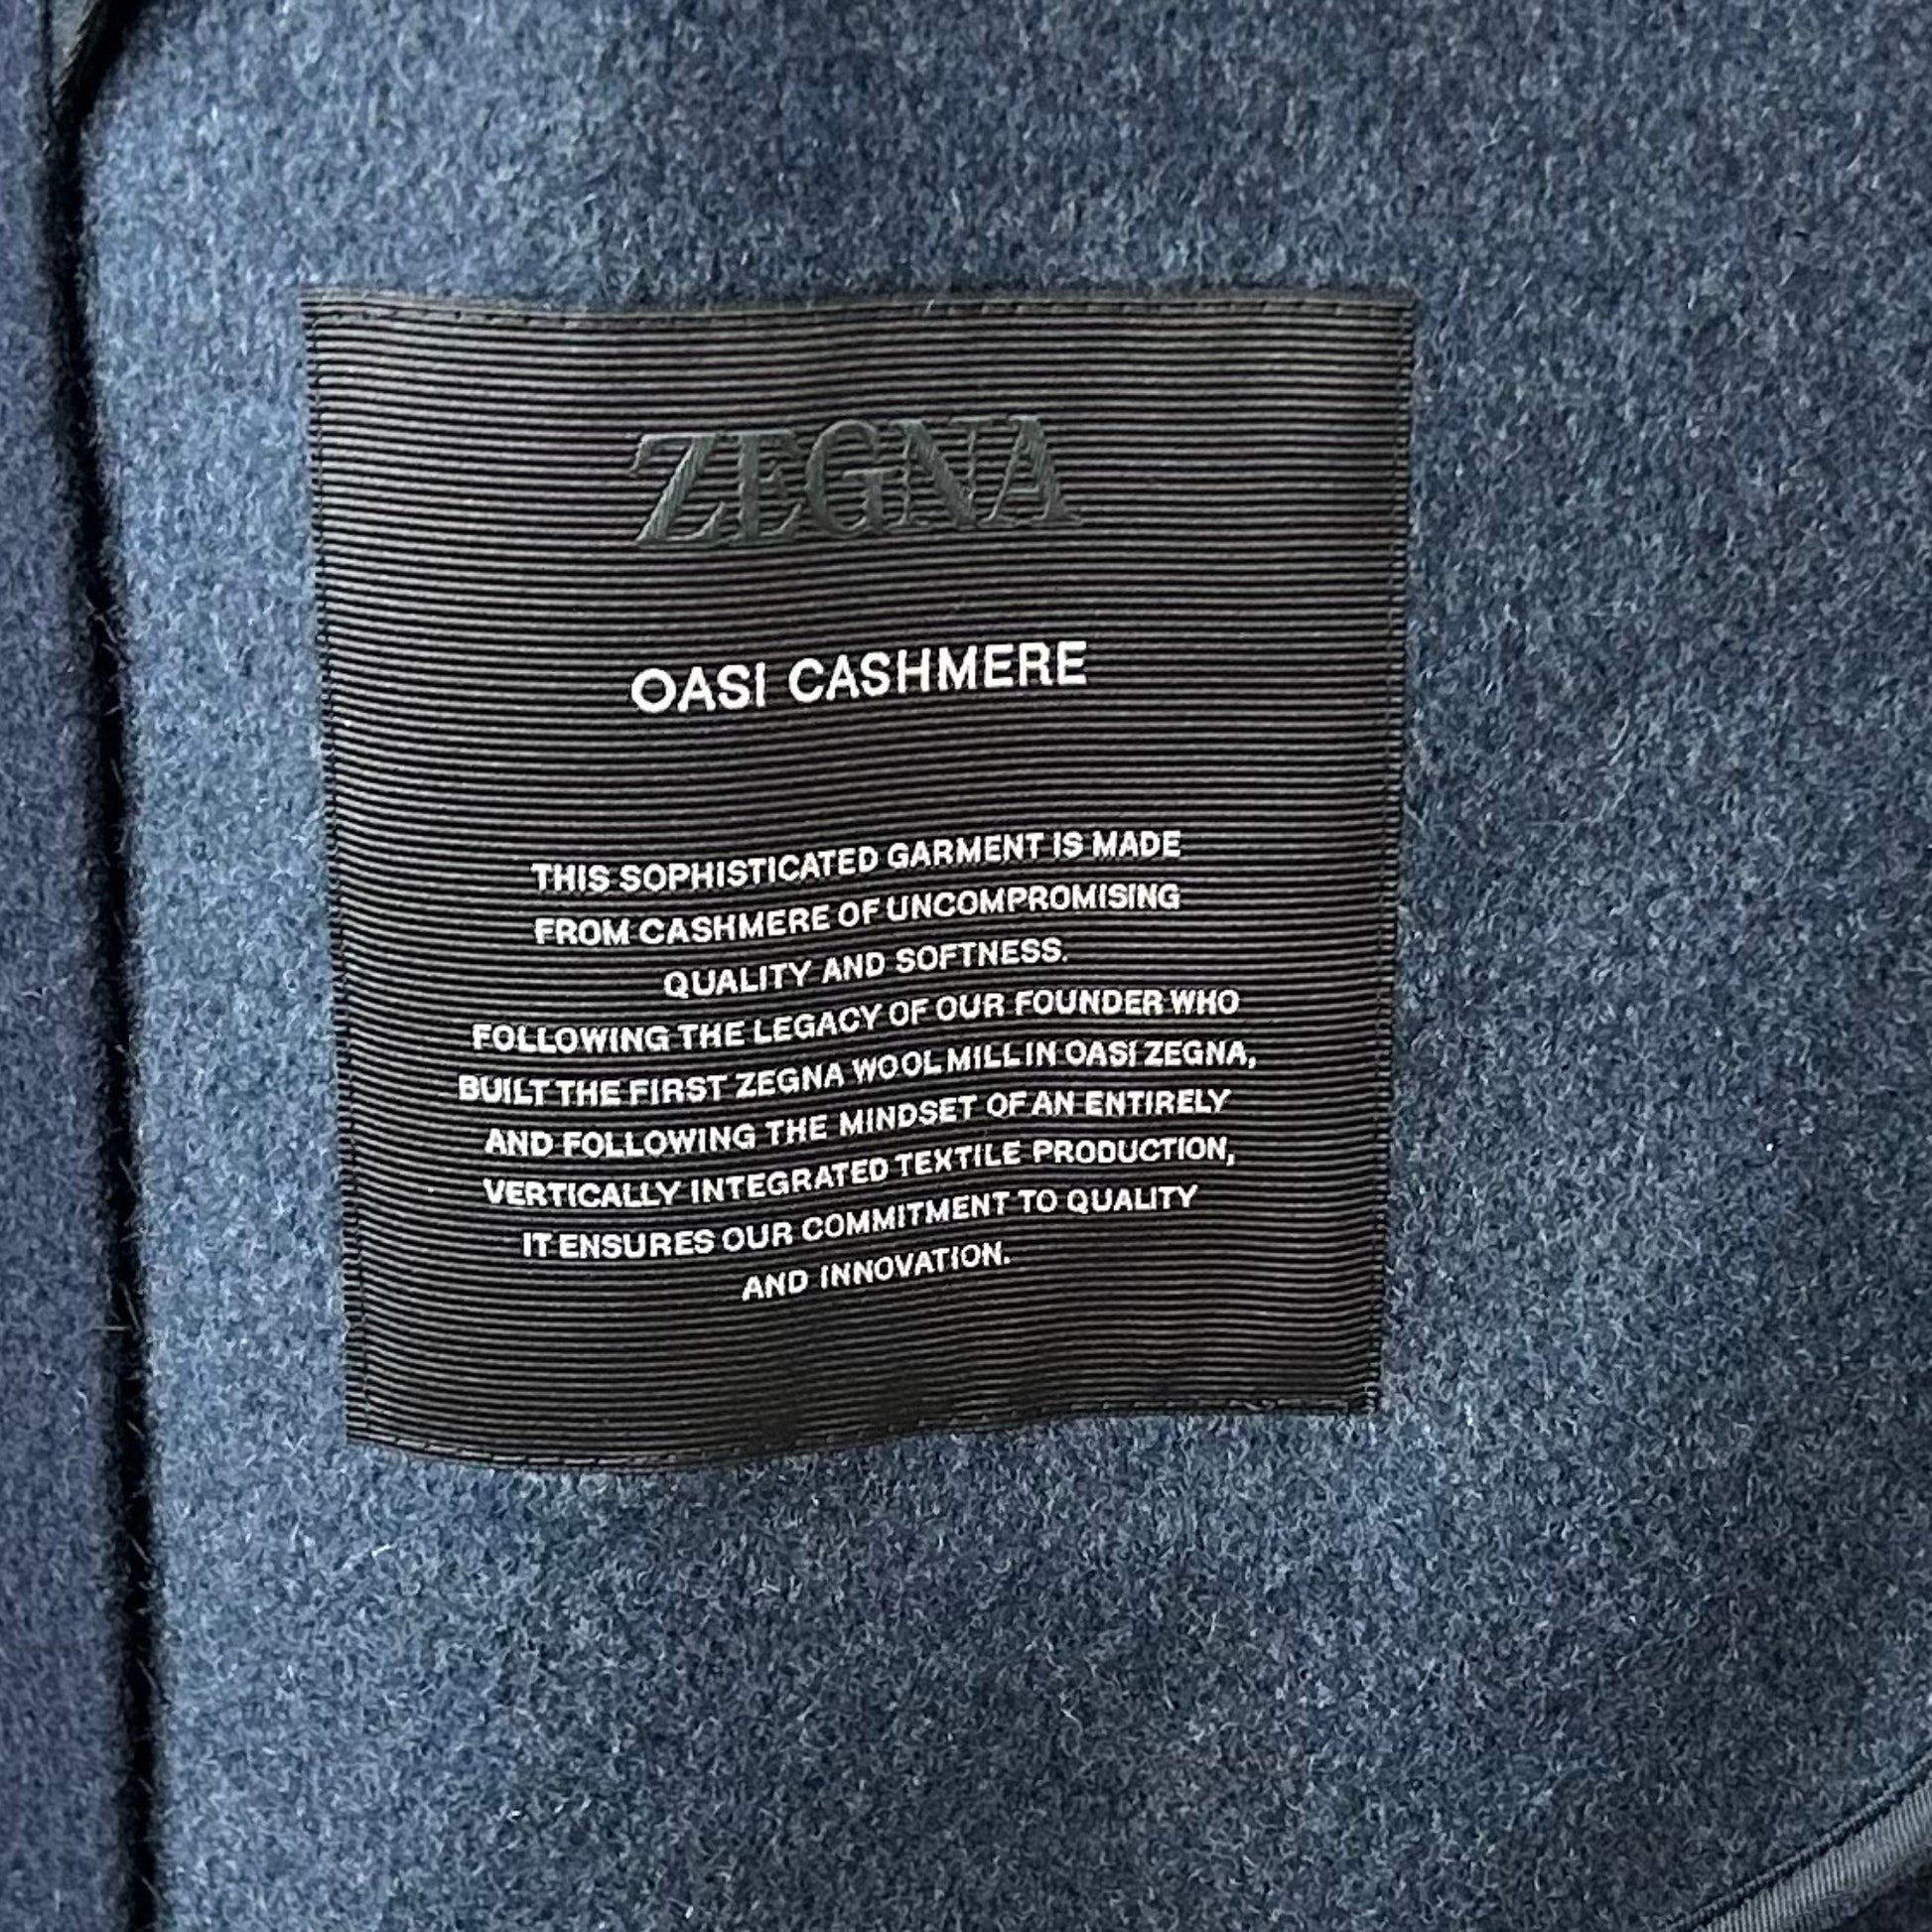 ZEGNA
OASI CASHMERE
THIS SOPHISTICATED GARMENT IS MADE
FROM CASHMERE OF UNCOMPROMISING
QUALITY AND SOFTNESS.
FOLLOWING THE LEGACY OF OUR FOUNDER WHO
BUILT THE FIRST ZEGNA WOOL MILL IN OASI ZEGNA,
AND FOLLOWING THE MINDSET OF AN ENTIRELY
VERTICALLY INTEGRATED TEXTILE PRODUCTION,
IT ENSURES OUR COMMITMENT TO QUALITY
AND INNOVATION.